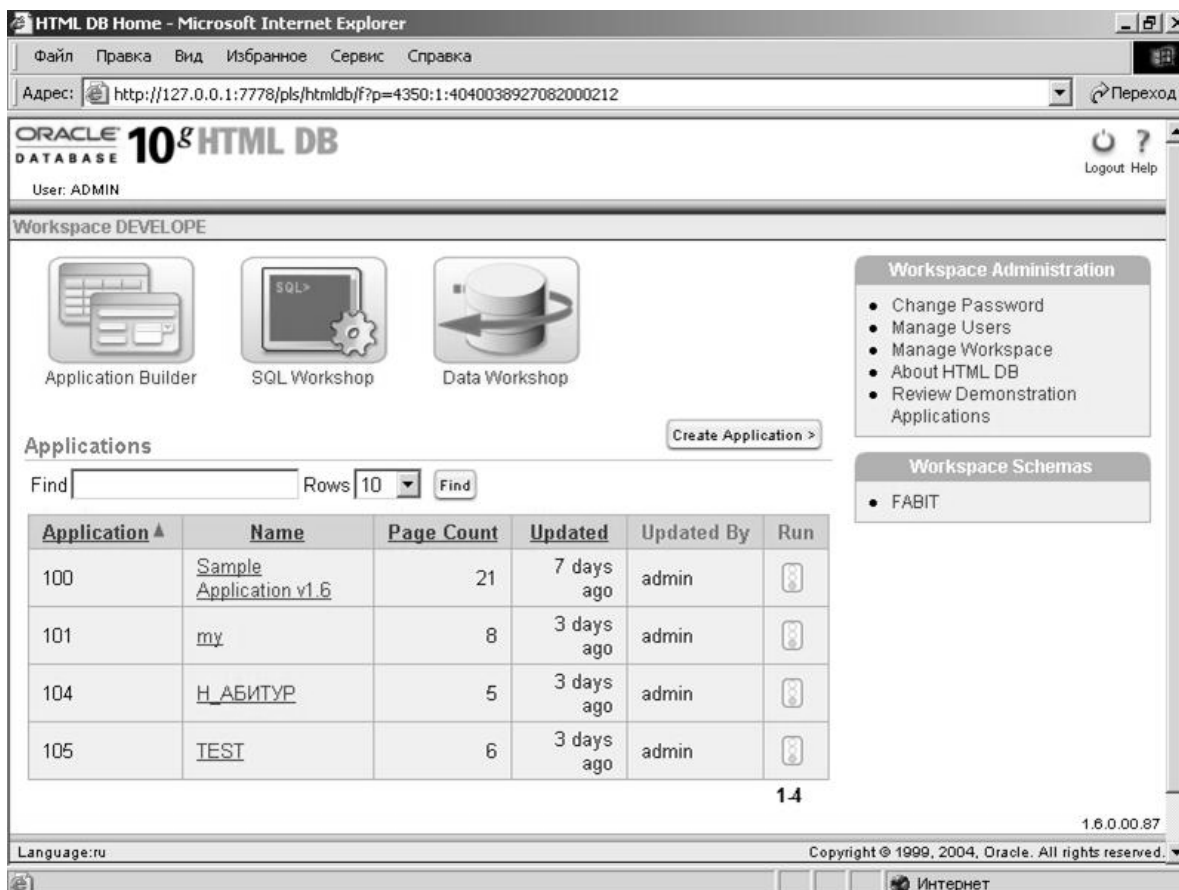 HTML DB Home - Microsoft Internet Explorer
Файл Правка Вид Избранное Сервис Справка
Адрес: http://127.0.0.1:7778/pls/htmldb/f?p=4350:1:4040038927082000212 Переход
ORACLE DATABASE 10g HTML DB
Logout Help
User: ADMIN
Workspace DEVELOPE
SQL>
Application Builder SQL Workshop Data Workshop
Workspace Administration
Change Password
Manage Users
Manage Workspace
About HTML DB
Review Demonstration
Applications
Workspace Schemas
FABIT
Applications Create Application >
Find Rows 10 Find
Application Name Page Count Updated Updated By Run
100 Sample Application v1.6 21 7 days ago admin
101 my 8 3 days ago admin
104 Н_АБИТУР 5 3 days ago admin
105 TEST 6 3 days ago admin
1-4
1.6.0.00.87
Language:ru Copyright © 1999, 2004, Oracle. All rights reserved.
Интернет